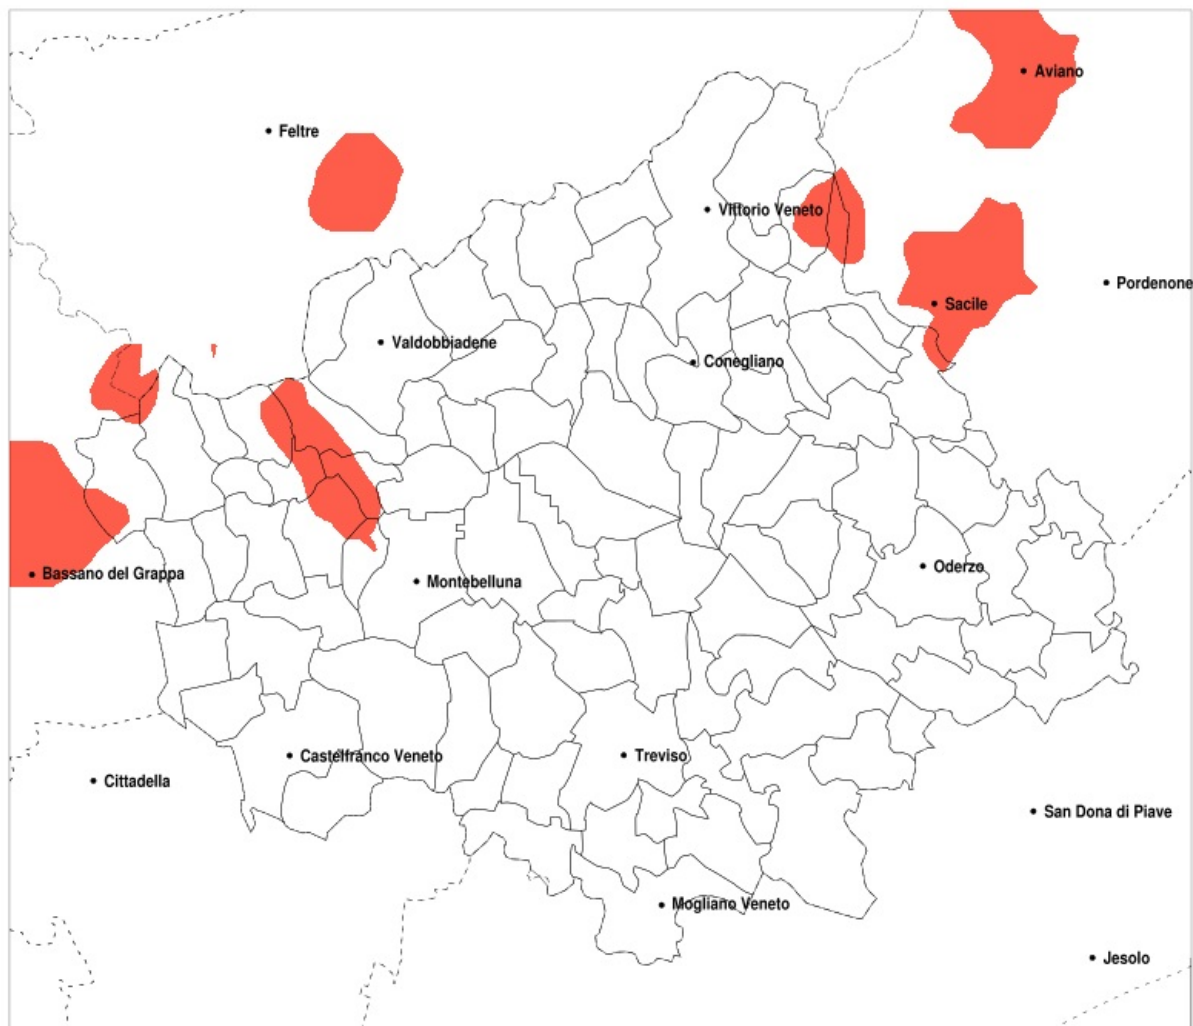 Aviano
Feltre
Vittorio Veneto
Pordenone
Sacile
Valdobbiadene
Conegliano
Oderzo
Bassano del Grappa
Montebelluna
Castelfranco Veneto
Treviso
Cittadella
San Dona di Piave
Mogliano Veneto
Jesolo